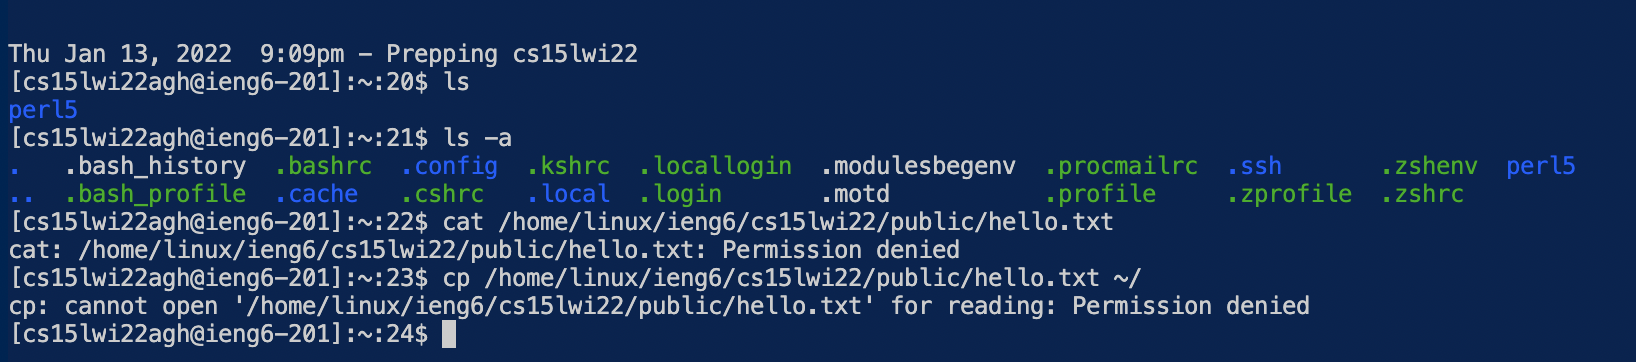 Thu Jan 13, 2022  9:09pm - Prepping cs15lwi22
[cs15lwi22agh@ieng6-201]:~:20$ ls
perl5
[cs15lwi22agh@ieng6-201]:~:21$ ls -a
.   .bash_history  .bashrc  .config  .kshrc  .locallogin  .modulesbegenv  .procmailrc  .ssh       .zshenv  perl5
..  .bash_profile  .cache   .cshrc   .local  .login       .motd           .profile     .zprofile  .zshrc
[cs15lwi22agh@ieng6-201]:~:22$ cat /home/linux/ieng6/cs15lwi22/public/hello.txt
cat: /home/linux/ieng6/cs15lwi22/public/hello.txt: Permission denied
[cs15lwi22agh@ieng6-201]:~:23$ cp /home/linux/ieng6/cs15lwi22/public/hello.txt ~/
cp: cannot open '/home/linux/ieng6/cs15lwi22/public/hello.txt' for reading: Permission denied
[cs15lwi22agh@ieng6-201]:~:24$